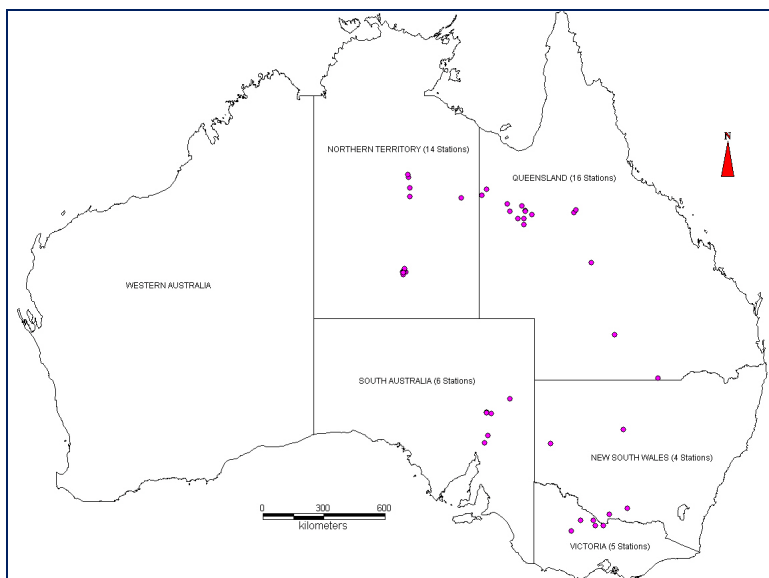 N
NORTHERN TERRITORY (14 Stations)
QUEENSLAND (16 Stations)
WESTERN AUSTRALIA
SOUTH AUSTRALIA (6 Stations)
NEW SOUTH WALES (4 Stations)
0 300 600
kilometers
VICTORIA (5 Stations)